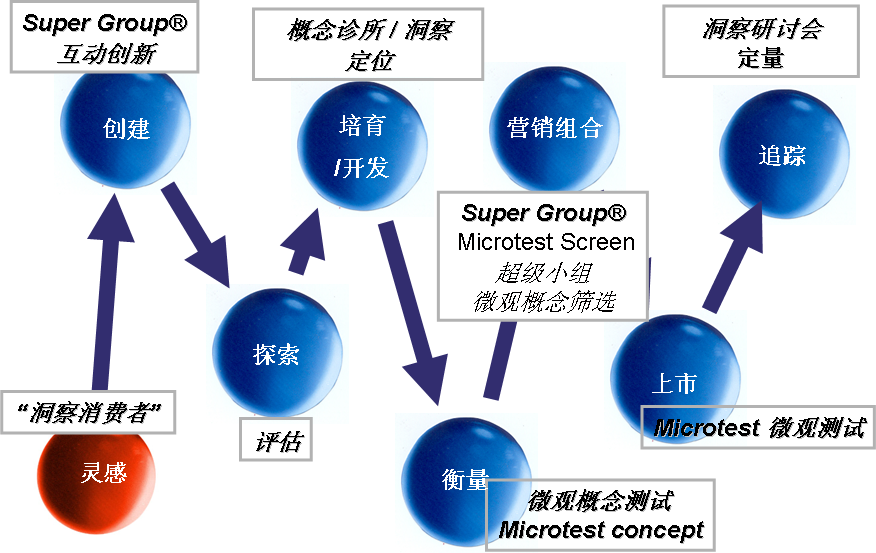 Super Group®
互动创新
创建
概念诊所 / 洞察
定位
培育
/开发
营销组合
洞察研讨会
定量
追踪
Super Group®
Microtest Screen
超级小组
微观概念筛选
探索
评估
上市
Microtest 微观测试
“洞察消费者”
灵感
衡量
微观概念测试
Microtest concept